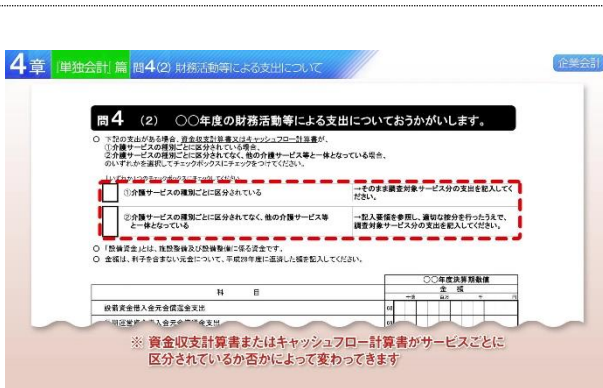 4章 「単独会計」篇 問4(2) 財務活動等による支出について
企業会計
問4 (2) ○○年度の財務活動等による支出についておうかがいします。
○ 下記の支出がある場合、資金収支計算書又はキャッシュフロー計算書が、
①介護サービスの種別ごとに区分されている場合、
②介護サービスの種別ごとに区分されてなく、他の介護サービス等と一体となっている場合、
のいずれかを選択してチェックボックスにチェックをつけてください。
①介護サービスの種別ごとに区分されている
→そのまま調査対象サービス分の支出を記入してく
ださい。
②介護サービスの種別ごとに区分されてなく、他の介護サービス等
と一体となっている
→記入要領を参照し、適切な按分を行ったうえで、
調査対象サービス分の支出を記入してください。
○ 「設備資金」とは、施設整備及び設備整備に係る資金です。
○ 金額は、利子を含まない元金について、平成28年度に返済した額を記入してください。
○○年度決算期数値
科 目
金 額
設備資金借入金元金償還金支出
※ 資金収支計算書またはキャッシュフロー計算書がサービスごとに
区分されているか否かによって変わってきます